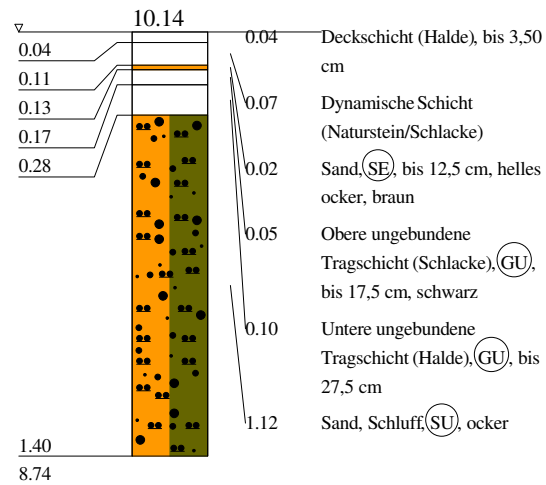 10.14
0.04
0.11
0.13
0.17
0.28
1.40
8.74
0.04 Deckschicht (Halde), bis 3,50
cm
0.07 Dynamische Schicht
(Naturstein/Schlacke)
0.02 Sand, SE, bis 12,5 cm, helles
ocker, braun
0.05 Obere ungebundene
Tragschicht (Schlacke), GU,
bis 17,5 cm, schwarz
0.10 Untere ungebundene
Tragschicht (Halde), GU, bis
27,5 cm
1.12 Sand, Schluff, SU, ocker